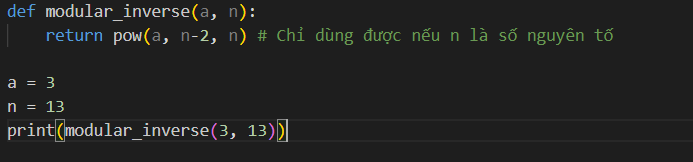 def modular_inverse(a, n):
    return pow(a, n-2, n) # Chỉ dùng được nếu n là số nguyên tố
a = 3
n = 13
print(modular_inverse(3, 13))